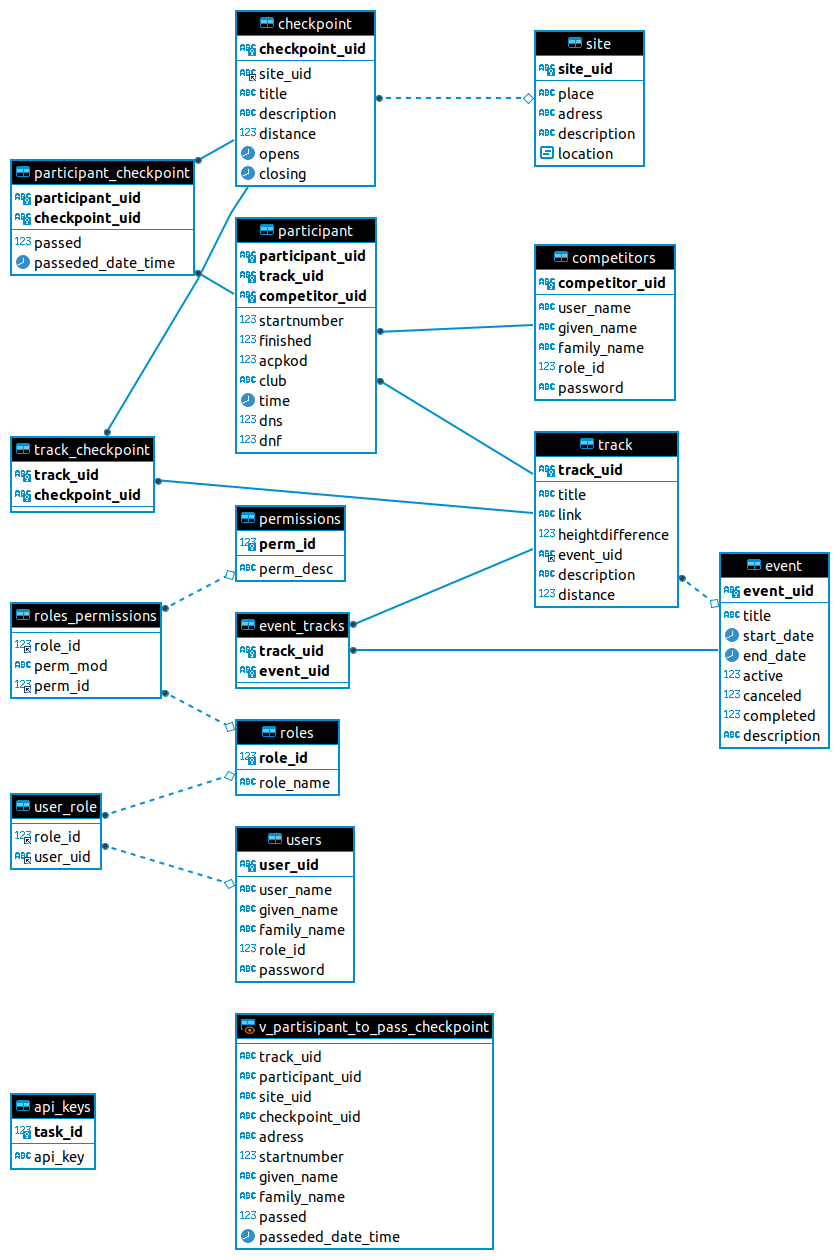 checkpoint
checkpoint_uid
site_uid
title
description
distance
opens
closing
site
site_uid
place
adress
description
location
participant_checkpoint
participant_uid
checkpoint_uid
passed
passeded_date_time
participant
participant_uid
track_uid
competitor_uid
startnumber
finished
acpkod
club
time
dns
dnf
competitors
competitor_uid
user_name
given_name
family_name
role_id
password
track_checkpoint
track_uid
checkpoint_uid
track
track_uid
title
link
heightdifference
event_uid
description
distance
permissions
perm_id
perm_desc
event
event_uid
title
start_date
end_date
active
canceled
completed
description
roles_permissions
role_id
perm_mod
perm_id
event_tracks
track_uid
event_uid
roles
role_id
role_name
user_role
role_id
user_uid
users
user_uid
user_name
given_name
family_name
role_id
password
v_partisipant_to_pass_checkpoint
track_uid
participant_uid
site_uid
checkpoint_uid
adress
startnumber
given_name
family_name
passed
passeded_date_time
api_keys
task_id
api_key